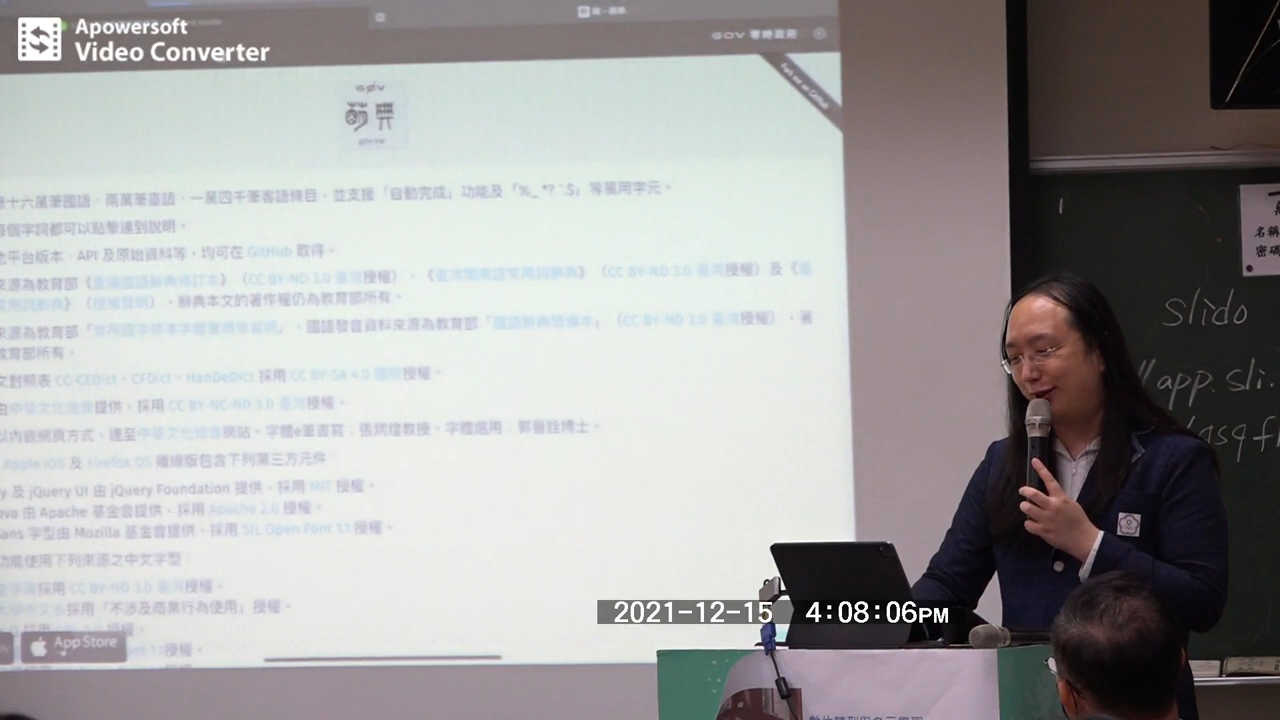 Apowersoft
Video Converter
G0V 零時政府
Fork me on GitHub
萌典
十六萬筆國語、兩萬筆臺語、一萬四千筆客語條目，並支援「自動完成」功能及「%_ *? ^.$」等萬用字元。
每個字詞都可以點擊連到說明。
平台版本、API 及原始資料等，均可在 GitHub 取得。
來源為教育部《重編國語辭典修訂本》（CC BY-ND 3.0 臺灣授權）、《臺灣閩南語常用詞辭典》（CC BY-ND 3.0 臺灣授權）及《
常用詞辭典》（授權聲明），辭典本文的著作權仍為教育部所有。
來源為教育部「常用國字標準字體筆順學習網」，國語發音資料來源為教育部「國語辭典簡編本」（CC BY-ND 3.0 臺灣授權），著
教育部所有。
文對照表 CC-CEDict、CFDict、HanDeDict 採用 CC BY-SA 4.0 國際授權。
由中華文化總會提供，採用 CC BY-NC-ND 3.0 臺灣授權。
以內嵌網頁方式，連至中華文化總會網站。字體e筆書寫：張炳煌教授。字體選用：郭晉銓博士。
Apple iOS 及 Firefox OS 離線版包含下列第三方元件：
y 及 jQuery UI 由 jQuery Foundation 提供，採用 MIT 授權。
ova 由 Apache 基金會提供，採用 Apache 2.0 授權。
ans 字型由 Mozilla 基金會提供，採用 SIL Open Font 1.1 授權。
功能使用下列來源之中文字型：
採用 CC BY-ND 3.0 臺灣授權。
採用「不涉及商業行為使用」授權。
App Store
名稱
密碼
slido
//app.sli.
2021-12-15 4:08:06PM